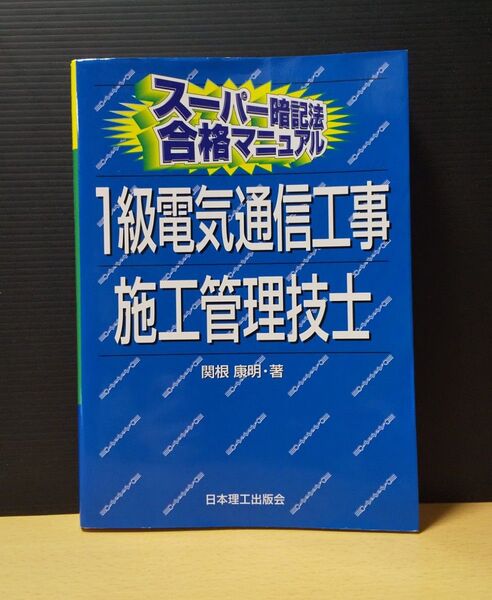 スーパー暗記法
合格マニュアル
1級電気通信工事
施工管理技士
関根 康明・著
日本理工出版会